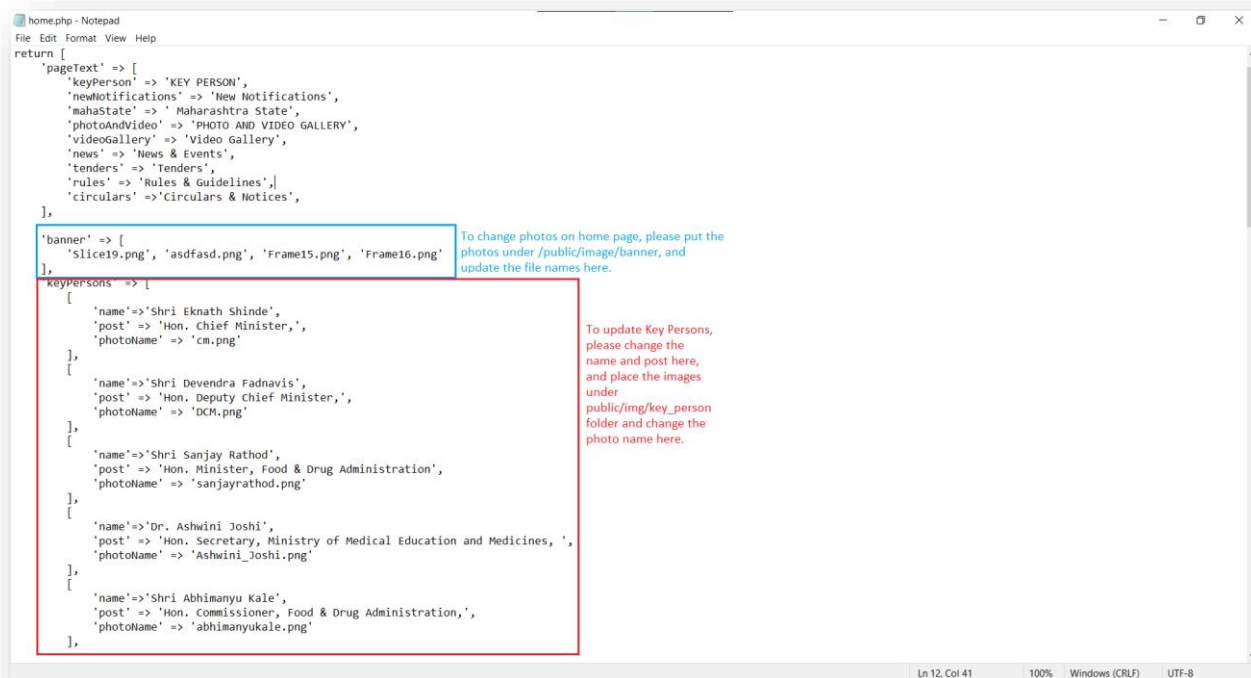 home.php - Notepad
File Edit Format View Help
return [
'pageText' => [
'keyPerson' => 'KEY PERSON',
'newNotifications' => 'New Notifications',
'mahaState' => ' Maharashtra State',
'photoAndVideo' => 'PHOTO AND VIDEO GALLERY',
'videoGallery' => 'Video Gallery',
'news' => 'News & Events',
'tenders' => 'Tenders',
'rules' => 'Rules & Guidelines',
'circulars' =>'Circulars & Notices',
],
'banner' => [
'Slice19.png', 'asdfasd.png', 'Frame15.png', 'Frame16.png'
],
To change photos on home page, please put the
photos under /public/image/banner, and
update the file names here.
'keyPersons' => [
[
'name'=>'Shri Eknath Shinde',
'post' => 'Hon. Chief Minister,',
'photoName' => 'cm.png'
],
[
'name'=>'Shri Devendra Fadnavis',
'post' => 'Hon. Deputy Chief Minister,',
'photoName' => 'DCM.png'
],
[
'name'=>'Shri Sanjay Rathod',
'post' => 'Hon. Minister, Food & Drug Administration',
'photoName' => 'sanjayrathod.png'
],
[
'name'=>'Dr. Ashwini Joshi',
'post' => 'Hon. Secretary, Ministry of Medical Education and Medicines, ',
'photoName' => 'Ashwini_Joshi.png'
],
[
'name'=>'Shri Abhimanyu Kale',
'post' => 'Hon. Commissioner, Food & Drug Administration,',
'photoName' => 'abhimanyukale.png'
],
To update Key Persons,
please change the
name and post here,
and place the images
under
public/img/key_person
folder and change the
photo name here.
Ln 12, Col 41 100% Windows (CRLF) UTF-8